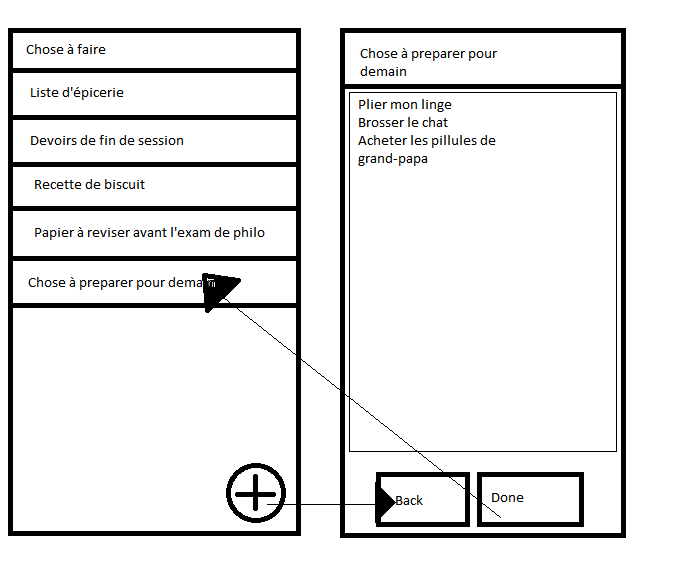 Chose à faire
Liste d'épicerie
Devoirs de fin de session
Recette de biscuit
Papier à reviser avant l'exam de philo
Chose à preparer pour demain
Chose à preparer pour
demain
Plier mon linge
Brosser le chat
Acheter les pillules de
grand-papa
Back
Done